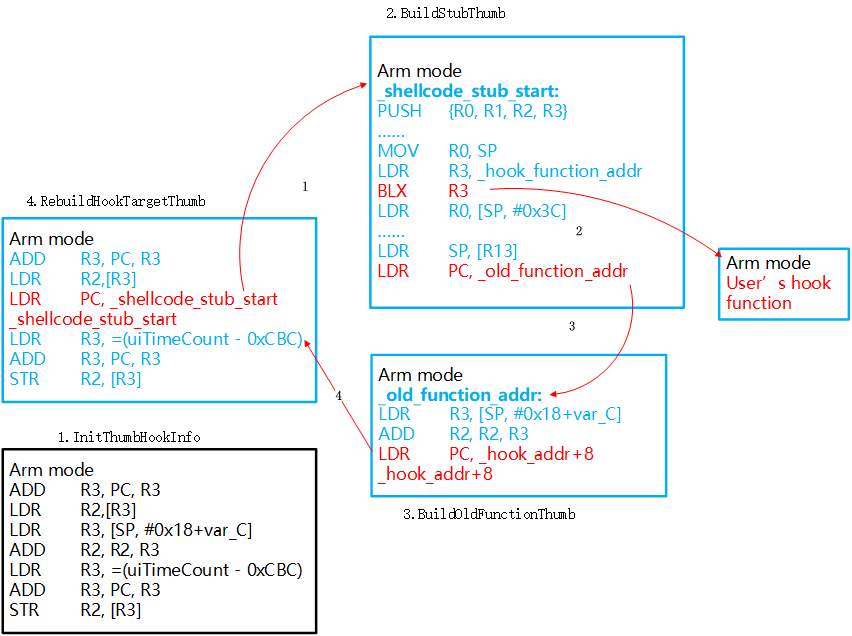 2.BuildStubThumb
Arm mode
_shellcode_stub_start:
PUSH {R0, R1, R2, R3}
......
MOV R0, SP
LDR R3, _hook_function_addr
BLX R3
LDR R0, [SP, #0x3C]
......
LDR SP, [R13]
LDR PC, _old_function_addr
1
2
3
4
4.RebuildHookTargetThumb
Arm mode
ADD R3, PC, R3
LDR R2,[R3]
LDR PC, _shellcode_stub_start
_shellcode_stub_start
LDR R3, =(uiTimeCount - 0xCBC)
ADD R3, PC, R3
STR R2, [R3]
Arm mode
User’s hook
function
Arm mode
_old_function_addr:
LDR R3, [SP, #0x18+var_C]
ADD R2, R2, R3
LDR PC, _hook_addr+8
_hook_addr+8
3.BuildOldFunctionThumb
1.InitThumbHookInfo
Arm mode
ADD R3, PC, R3
LDR R2,[R3]
LDR R3, [SP, #0x18+var_C]
ADD R2, R2, R3
LDR R3, =(uiTimeCount - 0xCBC)
ADD R3, PC, R3
STR R2, [R3]